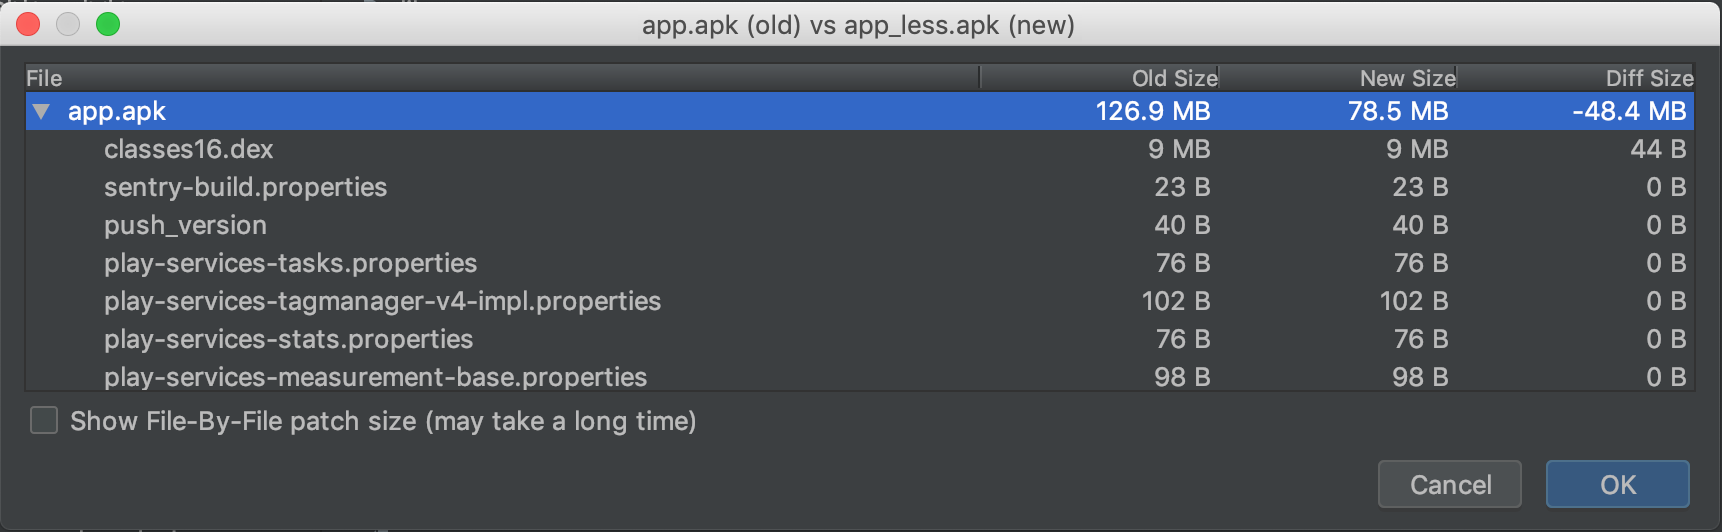 app.apk (old) vs app_less.apk (new)
File Old Size New Size Diff Size
app.apk 126.9 MB 78.5 MB -48.4 MB
classes16.dex 9 MB 9 MB 44 B
sentry-build.properties 23 B 23 B 0 B
push_version 40 B 40 B 0 B
play-services-tasks.properties 76 B 76 B 0 B
play-services-tagmanager-v4-impl.properties 102 B 102 B 0 B
play-services-stats.properties 76 B 76 B 0 B
play-services-measurement-base.properties 98 B 98 B 0 B
Show File-By-File patch size (may take a long time)
Cancel OK